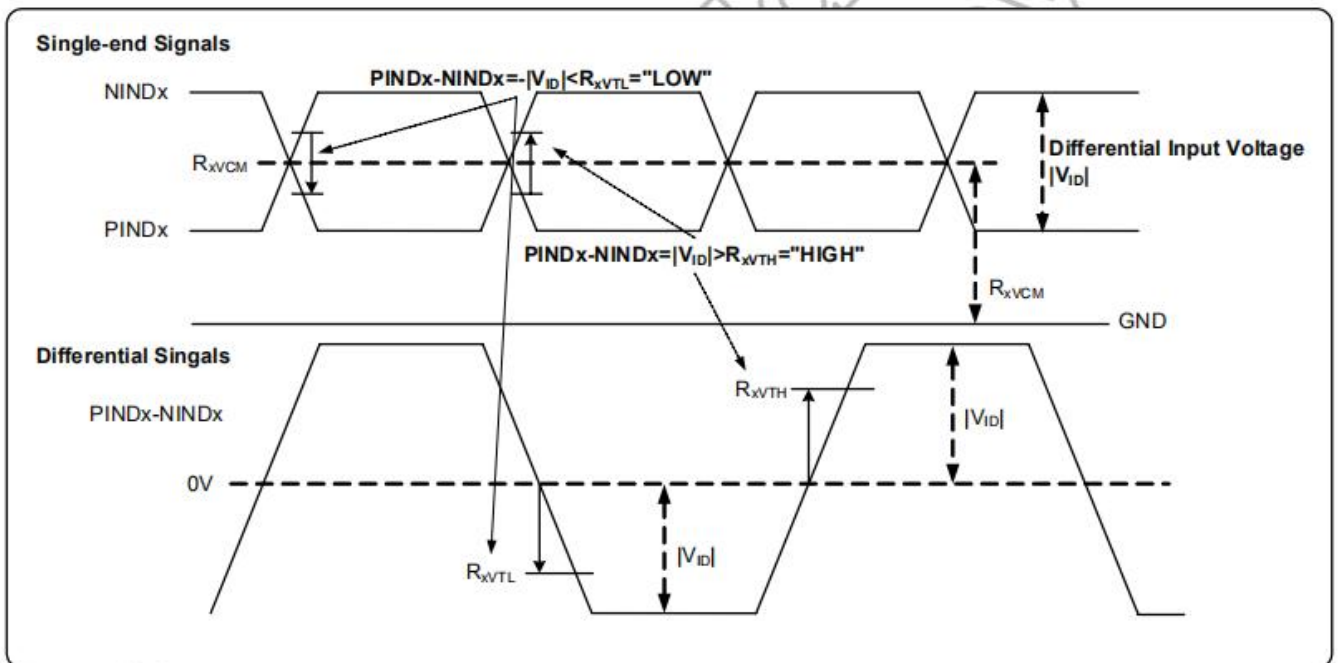 Single-end Signals
PINDx-NINDx=-|VID|<RxVTL="LOW"
NINDx
Differential Input Voltage
|VID|
RxVCM
PINDx
PINDx-NINDx=|VID|>RxVTH="HIGH"
RxVCM
GND
Differential Singals
RxVTH
PINDx-NINDx
|VID|
0V
|VID|
RxVTL